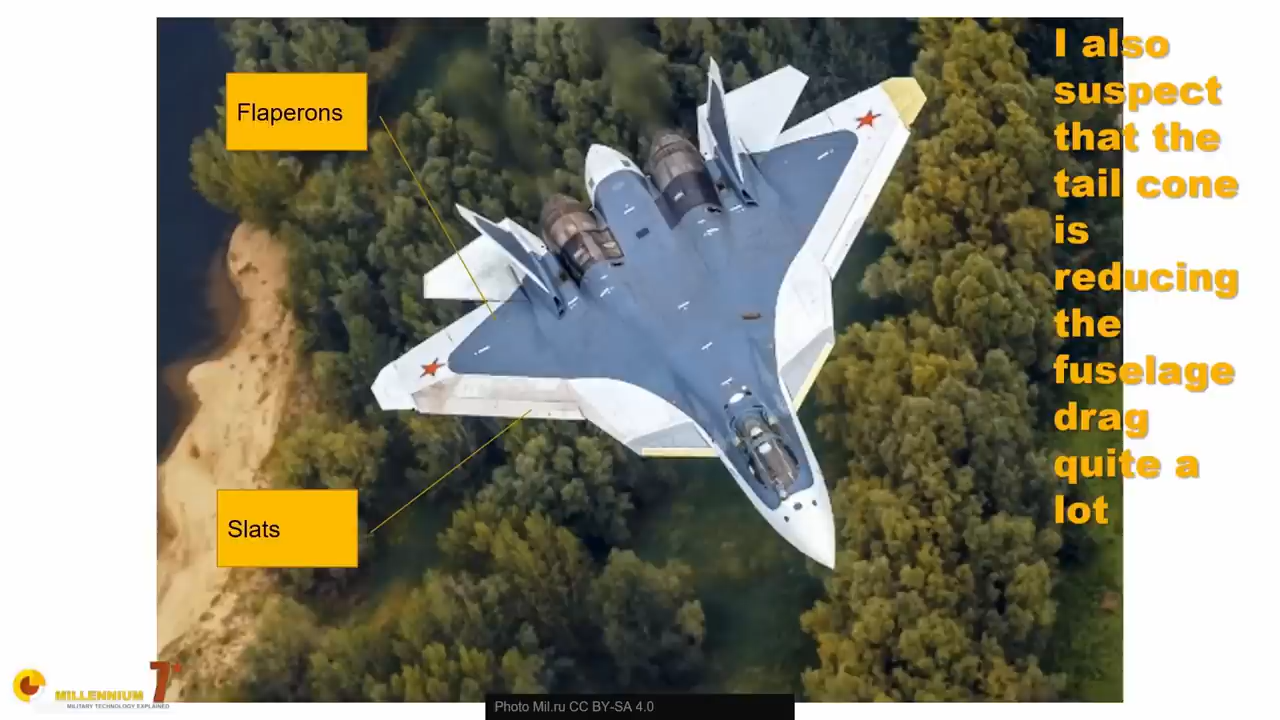 Flaperons
I also
suspect
that the
tail cone
is
reducing
the
fuselage
drag
quite a
lot
Slats
MILLENNIUM 7*
MILITARY TECHNOLOGY EXPLAINED
Photo Mil.ru CC BY-SA 4.0